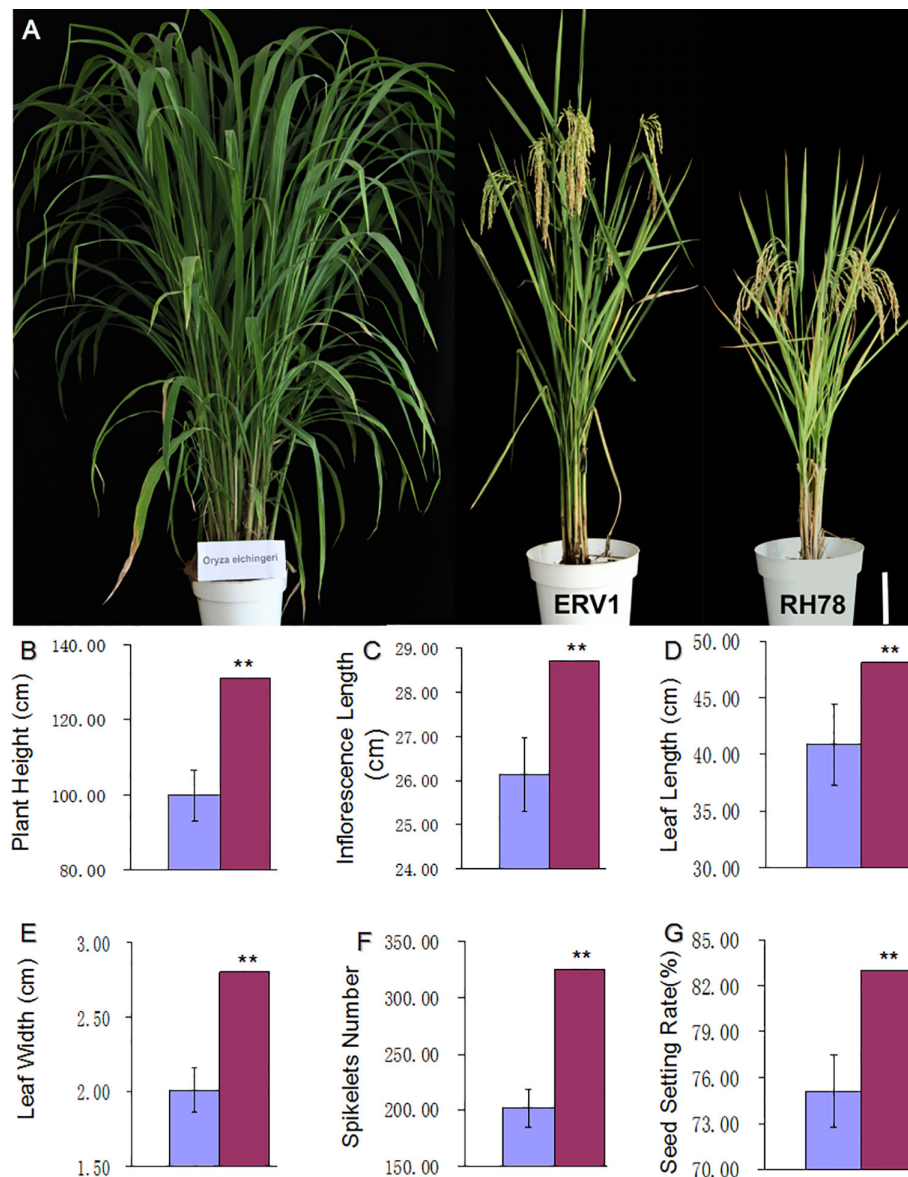 A
Oryza eichingeri
ERV1
RH78
B
Plant Height (cm)
140.00
120.00
100.00
80.00
**
C
Inflorescence Length
(cm)
29.00
28.00
27.00
26.00
25.00
24.00
**
D
Leaf Length (cm)
50.00
45.00
40.00
35.00
30.00
**
E
Leaf Width (cm)
3.00
2.50
2.00
1.50
**
F
Spikelets Number
350.00
300.00
250.00
200.00
150.00
**
G
Seed Setting Rate(%)
85.00
82.00
79.00
76.00
73.00
70.00
**